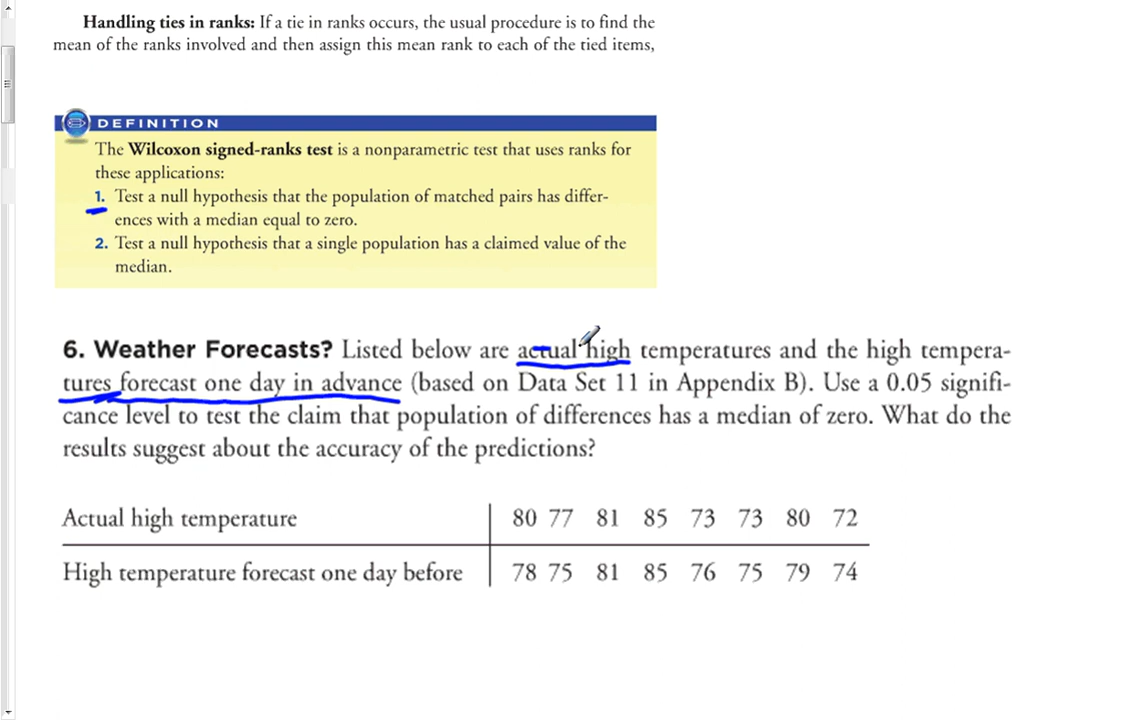 Handling ties in ranks: If a tie in ranks occurs, the usual procedure is to find the
mean of the ranks involved and then assign this mean rank to each of the tied items,
DEFINITION
The Wilcoxon signed-ranks test is a nonparametric test that uses ranks for
these applications:
1. Test a null hypothesis that the population of matched pairs has differ-
ences with a median equal to zero.
2. Test a null hypothesis that a single population has a claimed value of the
median.
6. Weather Forecasts? Listed below are actual high temperatures and the high tempera-
tures forecast one day in advance (based on Data Set 11 in Appendix B). Use a 0.05 signifi-
cance level to test the claim that population of differences has a median of zero. What do the
results suggest about the accuracy of the predictions?
Actual high temperature 80 77 81 85 73 73 80 72
High temperature forecast one day before 78 75 81 85 76 75 79 74